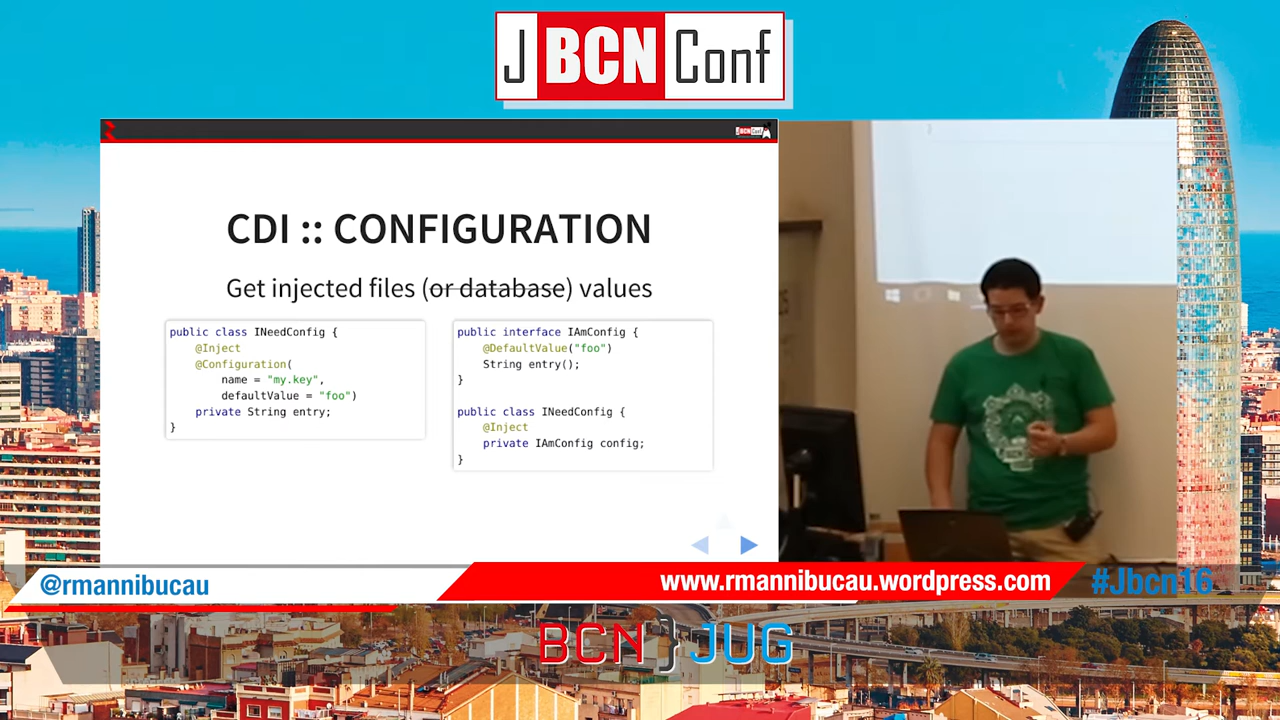 J BCN Conf
JBCNConf
CDI :: CONFIGURATION
Get injected files (or database) values
public class INeedConfig {
@Inject
@Configuration(
name = "my.key",
defaultValue = "foo")
private String entry;
}
public interface IAmConfig {
@DefaultValue("foo")
String entry();
}
public class INeedConfig {
@Inject
private IAmConfig config;
}
@rmannibucau
www.rmannibucau.wordpress.com
#Jbcn16
BCN JUG